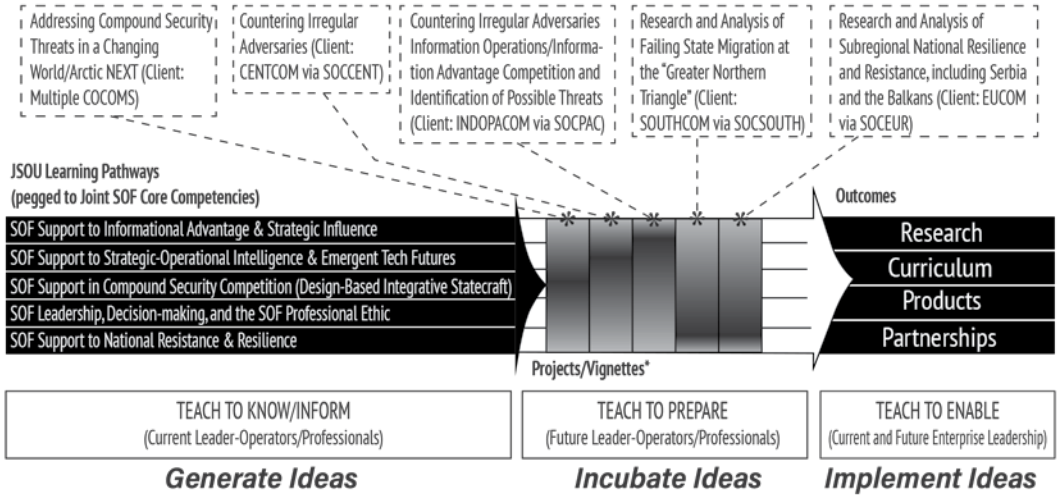 Addressing Compound Security
Threats in a Changing
World/Arctic NEXT (Client:
Multiple COCOMS)
Countering Irregular
Adversaries (Client:
CENTCOM via SOCCENT)
Countering Irregular Adversaries
Information Operations/Informa-
tion Advantage Competition and
Identification of Possible Threats
(Client: INDOPACOM via SOCPAC)
Research and Analysis of
Failing State Migration at
the “Greater Northern
Triangle” (Client:
SOUTHCOM via SOCSOUTH)
Research and Analysis of
Subregional National Resilience
and Resistance, including Serbia
and the Balkans (Client: EUCOM
via SOCEUR)
JSOU Learning Pathways
(pegged to Joint SOF Core Competencies)
SOF Support to Informational Advantage & Strategic Influence
SOF Support to Strategic-Operational Intelligence & Emergent Tech Futures
SOF Support in Compound Security Competition (Design-Based Integrative Statecraft)
SOF Leadership, Decision-making, and the SOF Professional Ethic
SOF Support to National Resistance & Resilience
* * * * *
Projects/Vignettes*
Outcomes
Research
Curriculum
Products
Partnerships
TEACH TO KNOW/INFORM
(Current Leader-Operators/Professionals)
TEACH TO PREPARE
(Future Leader-Operators/Professionals)
TEACH TO ENABLE
(Current and Future Enterprise Leadership)
Generate Ideas
Incubate Ideas
Implement Ideas